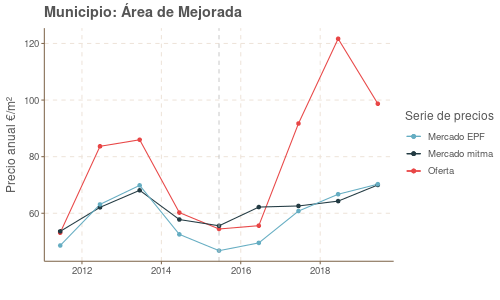 Municipio: Área de Mejorada
Precio anual €/m²
120
100
80
60
2012
2014
2016
2018
Serie de precios
Mercado EPF
Mercado mitma
Oferta